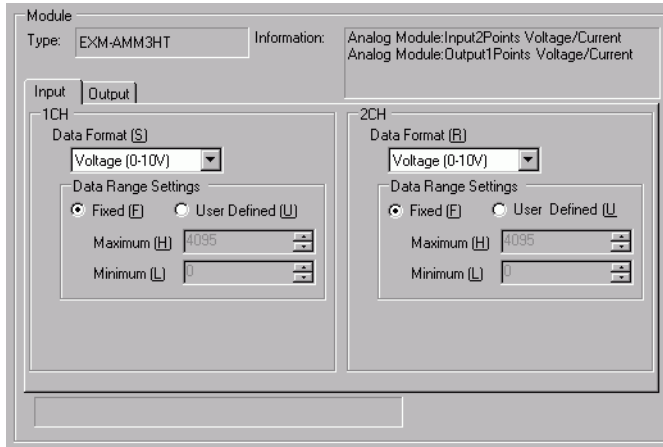 Module
Type: EXM-AMM3HT Information: Analog Module:Input2Points Voltage/Current
Analog Module:Output1Points Voltage/Current
Input Output
1CH
Data Format (S)
Voltage (0-10V)
Data Range Settings
Fixed (F) User Defined (U)
Maximum (H) 4095
Minimum (L) 0
2CH
Data Format (R)
Voltage (0-10V)
Data Range Settings
Fixed (F) User Defined (U
Maximum (H) 4095
Minimum (L) 0